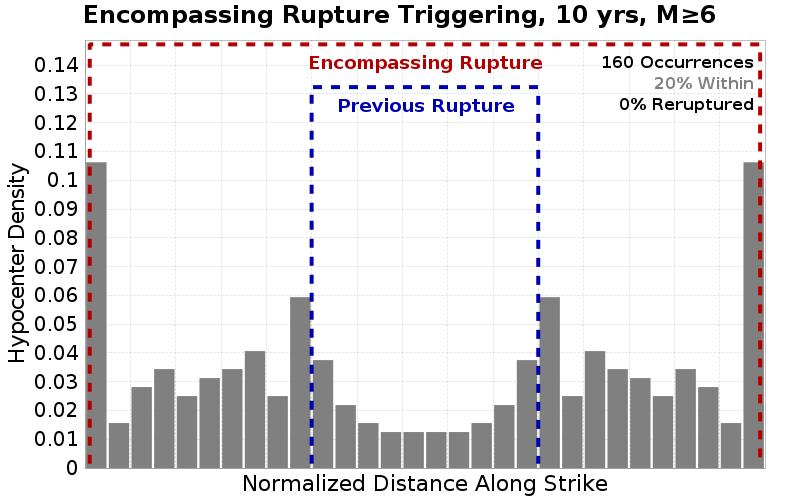 Encompassing Rupture Triggering, 10 yrs, M≥6
Encompassing Rupture
160 Occurrences
20% Within
0% Reruptured
Previous Rupture
Hypocenter Density
0.14
0.13
0.12
0.11
0.1
0.09
0.08
0.07
0.06
0.05
0.04
0.03
0.02
0.01
0
Normalized Distance Along Strike